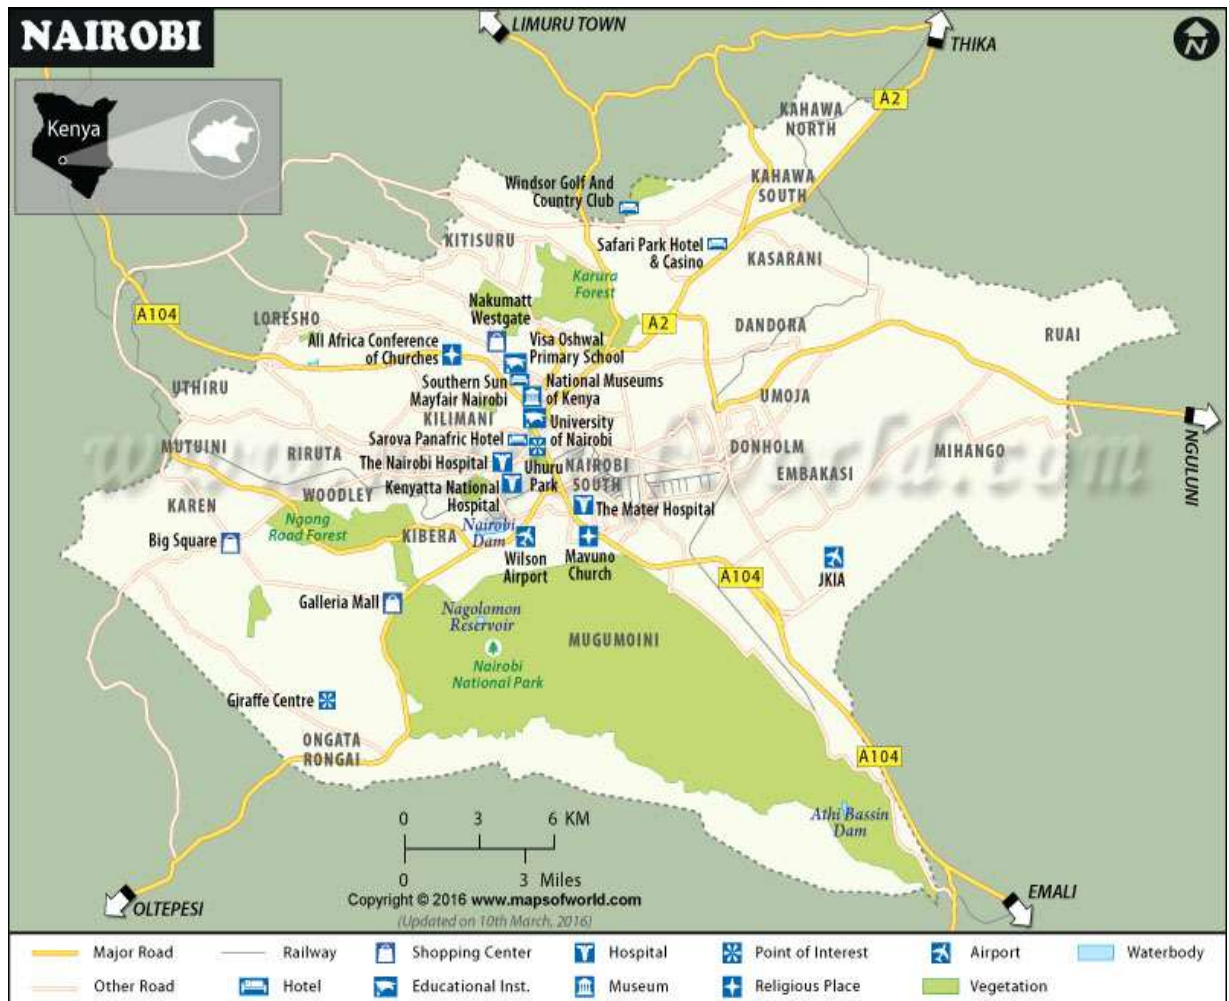 NAIROBI
LIMURU TOWN
THIKA
N
Kenya
A2
KAHAWA
NORTH
KAHAWA
SOUTH
Windsor Golf And
Country Club
Safari Park Hotel
& Casino
KITISURU
KASARANI
Karura
Forest
Nakumatt
Westgate
A104
LORESHO
A2
DANDORA
RUAI
All Africa Conference
of Churches
Visa Oshwal
Primary School
UTHIRU
Southern Sun
Mayfair Nairobi
National Museums
of Kenya
UMOJA
KILIMANI
University
of Nairobi
NGULUNI
MUTUINI
RIRUTA
Sarova Panafric Hotel
DONHOLM
MIHANGO
The Nairobi Hospital
Uhuru
Park
NAIROBI
SOUTH
EMBAKASI
KAREN
WOODLEY
Kenyatta National
Hospital
The Mater Hospital
Ngong
Road Forest
KIBERA
Nairobi
Dam
Big Square
Wilson
Airport
Mavuno
Church
A104
JKIA
Galleria Mall
Nagolomon
Reservoir
MUGUMOINI
Nairobi
National Park
Giraffe Centre
ONGATA
RONGAI
A104
Athi Bassin
Dam
0 3 6 KM
0 3 Miles
Copyright © 2016 www.mapsofworld.com
(Updated on 10th March, 2016)
OLTEPESI
EMALI
Major Road
Railway
Shopping Center
Hospital
Point of Interest
Airport
Waterbody
Other Road
Hotel
Educational Inst.
Museum
Religious Place
Vegetation